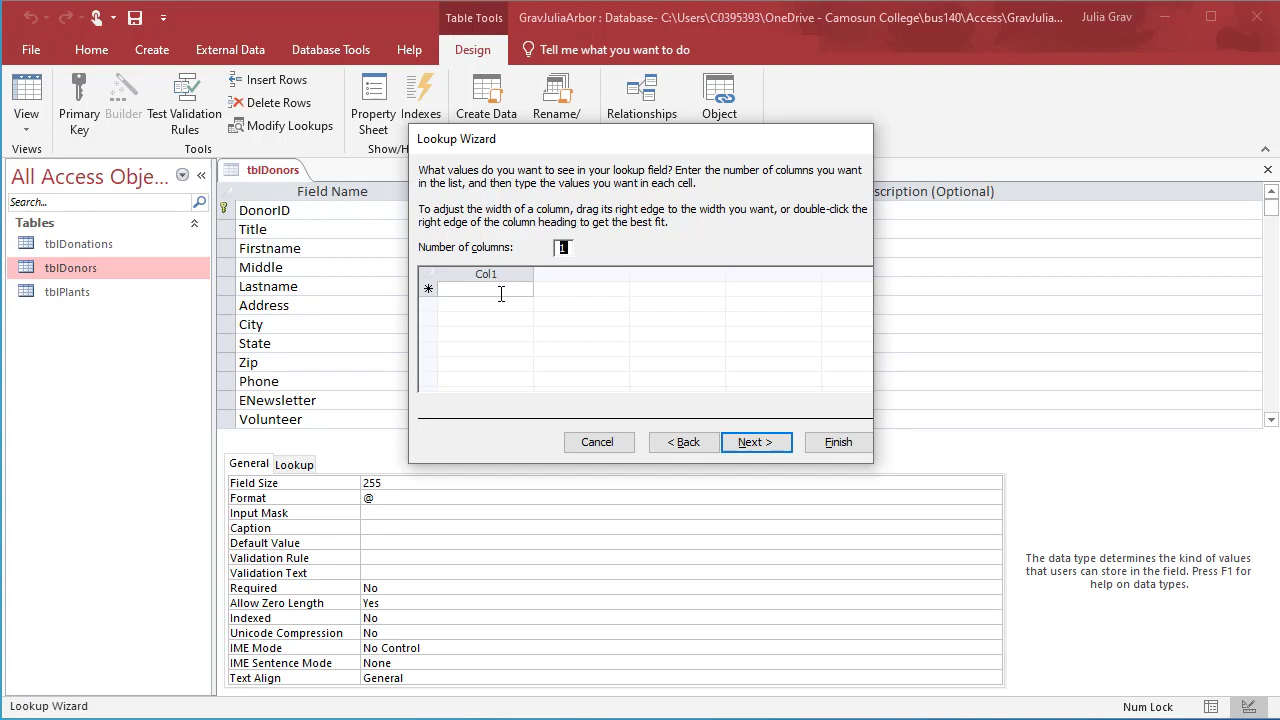 Table Tools
GravJuliaArbor : Database- C:\Users\C0395393\OneDrive - Camosun College\bus140\Access\GravJulia...
Julia Grav
File
Home
Create
External Data
Database Tools
Help
Design
Tell me what you want to do
View
Primary
Key
Builder
Test Validation
Rules
Insert Rows
Delete Rows
Modify Lookups
Property
Sheet
Indexes
Create Data
Rename/
Relationships
Object
Views
Tools
Show/H
All Access Obje...
Search...
Tables
tblDonations
tblDonors
tblPlants
tblDonors
Field Name
scription (Optional)
DonorID
Title
Firstname
Middle
Lastname
Address
City
State
Zip
Phone
ENewsletter
Volunteer
Lookup Wizard
What values do you want to see in your lookup field? Enter the number of columns you want
in the list, and then type the values you want in each cell.
To adjust the width of a column, drag its right edge to the width you want, or double-click the
right edge of the column heading to get the best fit.
Number of columns: 1
Col1
Cancel
< Back
Next >
Finish
General
Lookup
Field Size 255
Format @
Input Mask
Caption
Default Value
Validation Rule
Validation Text
Required No
Allow Zero Length Yes
Indexed No
Unicode Compression No
IME Mode No Control
IME Sentence Mode None
Text Align General
The data type determines the kind of values
that users can store in the field. Press F1 for
help on data types.
Lookup Wizard
Num Lock